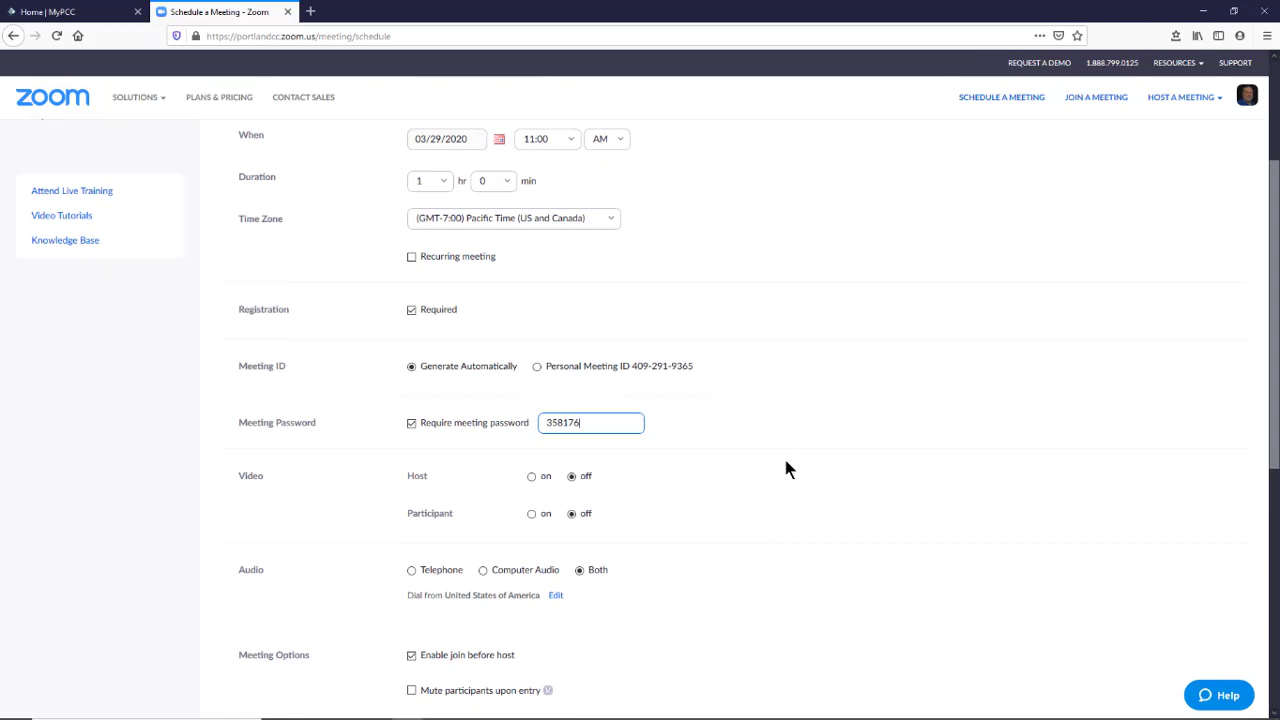 Home | MyPCC
Schedule a Meeting - Zoom
https://portlandcc.zoom.us/meeting/schedule
REQUEST A DEMO 1.888.799.0125 RESOURCES SUPPORT
zoom SOLUTIONS PLANS & PRICING CONTACT SALES SCHEDULE A MEETING JOIN A MEETING HOST A MEETING
When 03/29/2020 11:00 AM
Attend Live Training
Video Tutorials
Knowledge Base
Duration 1 hr 0 min
Time Zone (GMT-7:00) Pacific Time (US and Canada)
Recurring meeting
Registration Required
Meeting ID Generate Automatically Personal Meeting ID 409-291-9365
Meeting Password Require meeting password 358176
Video Host on off
Participant on off
Audio Telephone Computer Audio Both
Dial from United States of America Edit
Meeting Options Enable join before host
Mute participants upon entry
Help